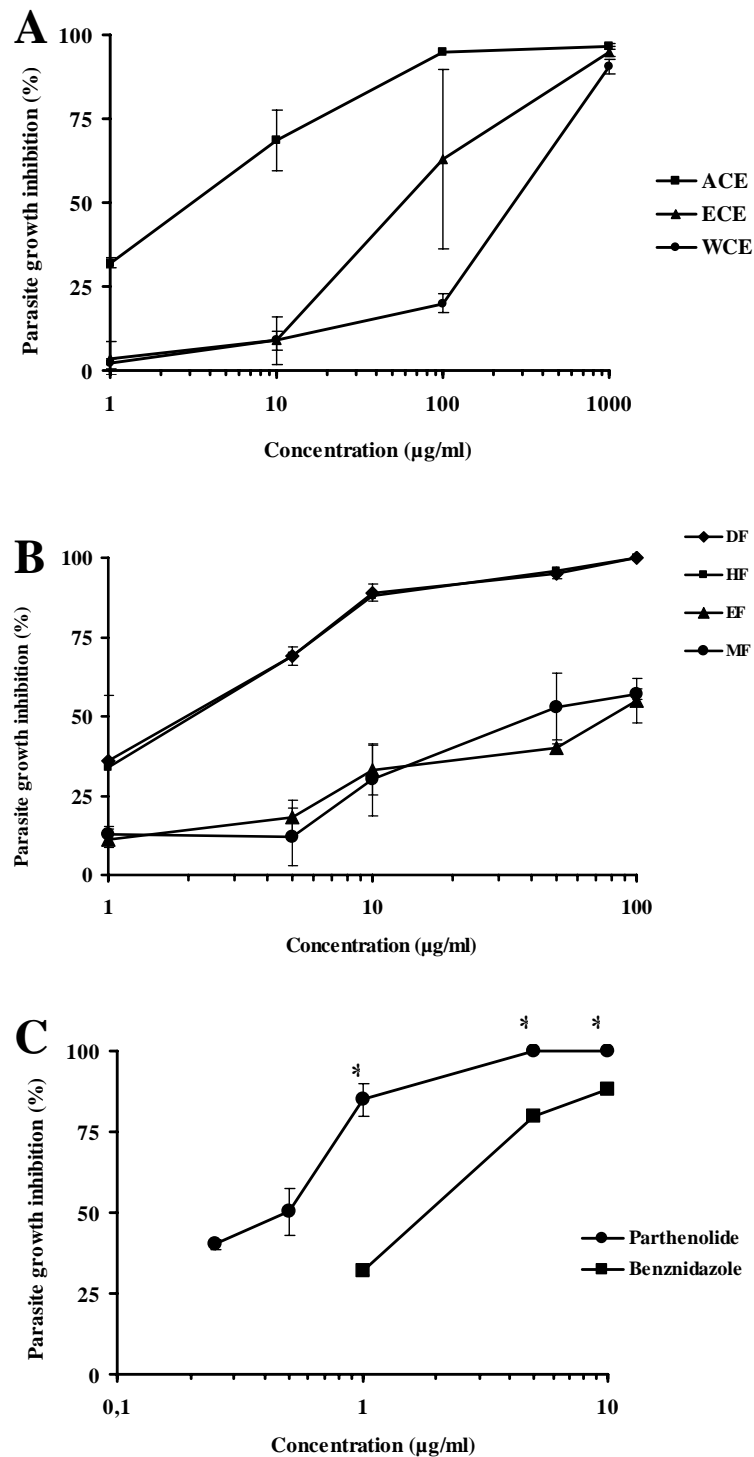 A
Parasite growth inhibition (%)
100
75
50
25
0
1 10 100 1000
Concentration (µg/ml)
ACE
ECE
WCE
B
Parasite growth inhibition (%)
100
75
50
25
0
1 10 100
Concentration (µg/ml)
DF
HF
EF
MF
C
Parasite growth inhibition (%)
* * *
100
75
50
25
0
0,1 1 10
Concentration (µg/ml)
Parthenolide
Benznidazole